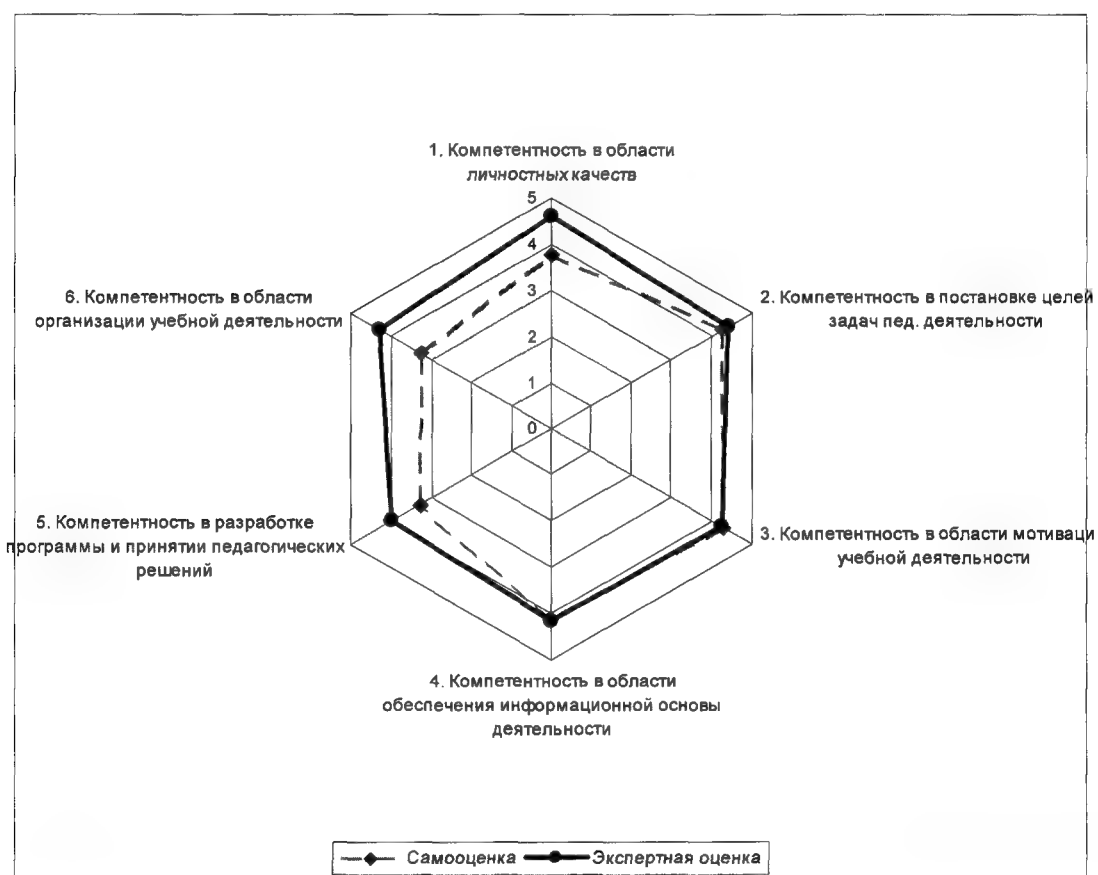 1. Компетентность в области
личностных качеств
5
4
3
2
1
0
2. Компетентность в постановке целей
задач пед. деятельности
3. Компетентность в области мотиваци
учебной деятельности
4. Компетентность в области
обеспечения информационной основы
деятельности
5. Компетентность в разработке
программы и принятии педагогических
решений
6. Компетентность в области
организации учебной деятельности
Самооценка
Экспертная оценка